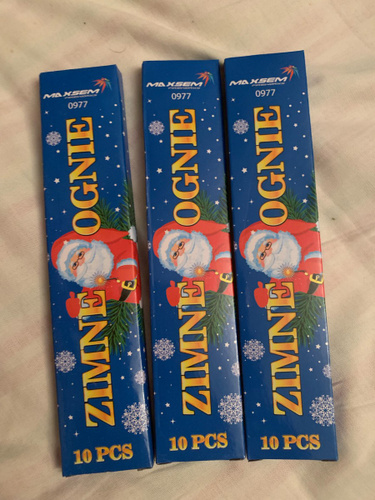 MAXSEM
0977
ZIMNE OGNIE
10 PCS
MAXSEM
0977
ZIMNE OGNIE
10 PCS
MAXSEM
0977
ZIMNE OGNIE
10 PCS